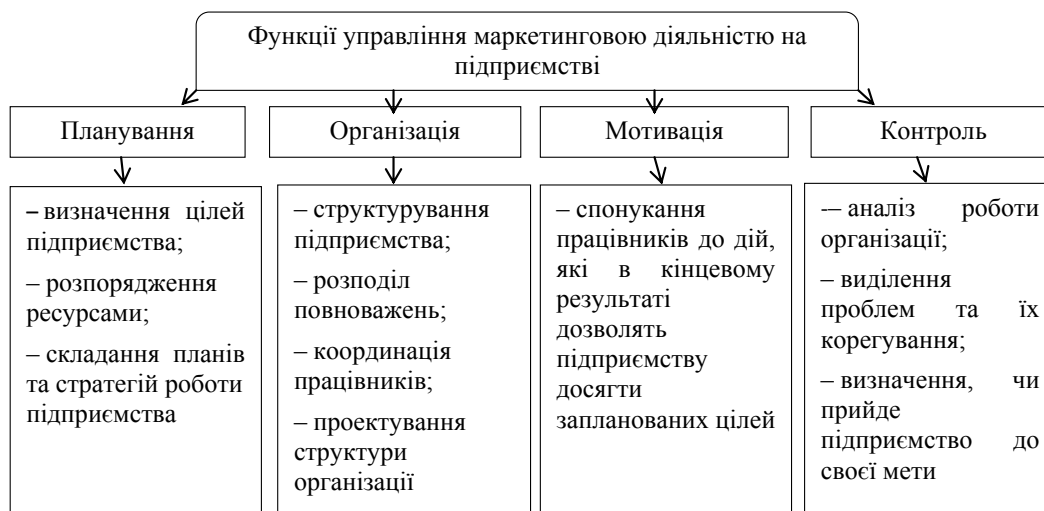 Функції управління маркетинговою діяльністю на
підприємстві
Планування
– визначення цілей
підприємства;
– розпорядження
ресурсами;
– складання планів
та стратегій роботи
підприємства
Організація
– структурування
підприємства;
– розподіл
повноважень;
– координація
працівників;
– проектування
структури
організації
Мотивація
– спонукання
працівників до дій,
які в кінцевому
результаті
дозволять
підприємству
досягти
запланованих цілей
Контроль
-– аналіз роботи
організації;
– виділення
проблем та їх
корегування;
– визначення, чи
прийде
підприємство до
своєї мети